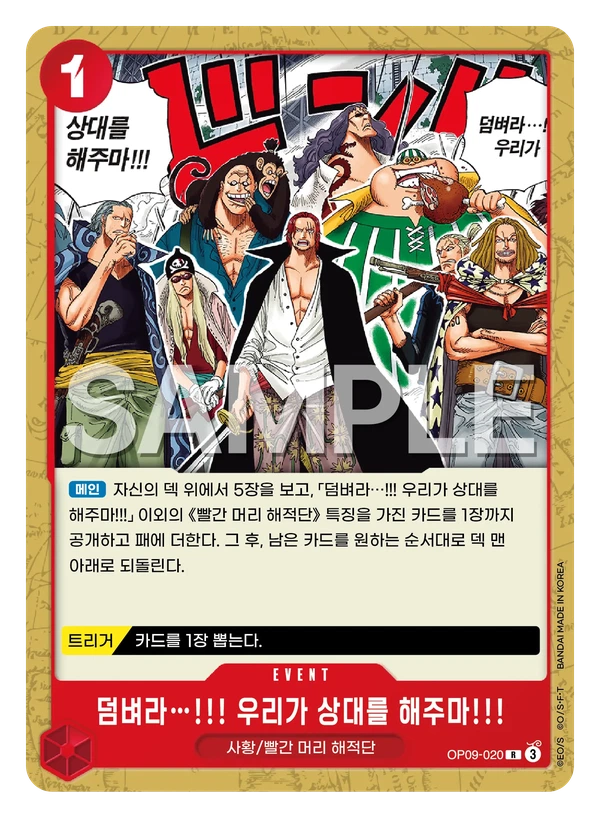 1
상대를
해주마!!!
덤벼라…!
우리가
SAMPLE
메인 자신의 덱 위에서 5장을 보고, 「덤벼라…!!! 우리가 상대를
해주마!!!」 이외의 《빨간 머리 해적단》 특징을 가진 카드를 1장까지
공개하고 패에 더한다. 그 후, 남은 카드를 원하는 순서대로 덱 맨
아래로 되돌린다.
트리거 카드를 1장 뽑는다.
EVENT
덤벼라…!!! 우리가 상대를 해주마!!!
사황/빨간 머리 해적단
OP09-020 R 3
©EO/S ©O/S·F·T BANDAI MADE IN KOREA